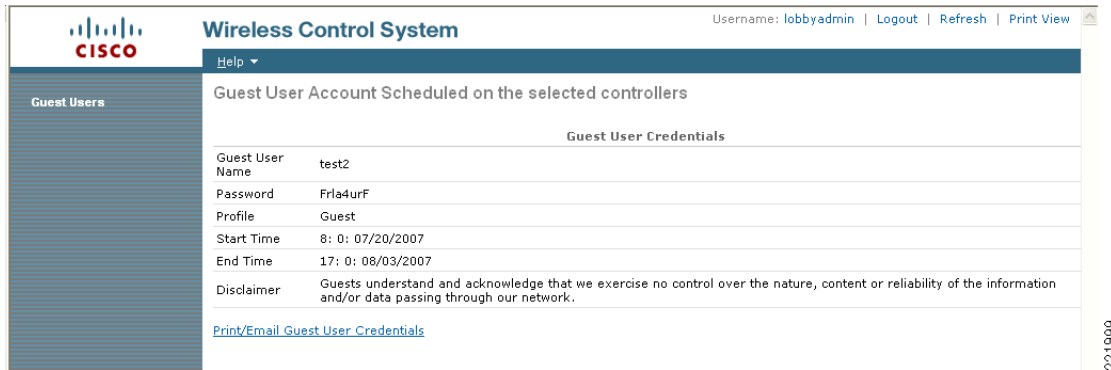 CISCO
Wireless Control System
Username: lobbyadmin | Logout | Refresh | Print View
Help
Guest Users
Guest User Account Scheduled on the selected controllers
Guest User Credentials
Guest User Name test2
Password Frla4urF
Profile Guest
Start Time 8: 0: 07/20/2007
End Time 17: 0: 08/03/2007
Disclaimer Guests understand and acknowledge that we exercise no control over the nature, content or reliability of the information
and/or data passing through our network.
Print/Email Guest User Credentials
221999